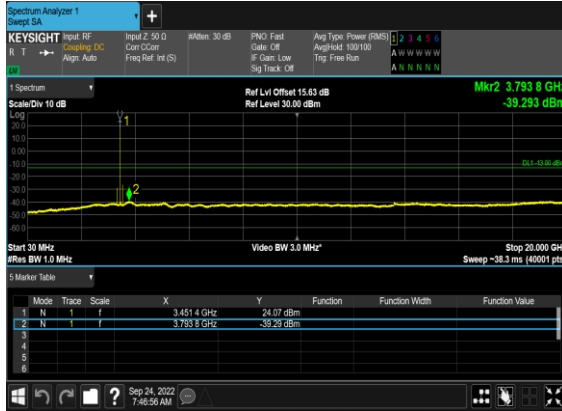 Spectrum Analyzer 1
Swept SA
+
KEYSIGHT Input: RF Input Z: 50 Ω #Atten: 30 dB PNO: Fast Avg Type: Power (RMS) 1 2 3 4 5 6
R T Coupling: DC Corr CCorr Gate: Off Avg|Hold: 100/100 A W W W W W
Align: Auto Freq Ref: Int (S) IF Gain: Low Trig: Free Run
Sig Track: Off A N N N N N
1 Spectrum Ref Lvl Offset 15.63 dB Mkr2 3.793 8 GHz
Scale/Div 10 dB Ref Level 30.00 dBm -39.293 dBm
Log
20.0
10.0
0.00
-10.0
-20.0
-30.0
-40.0
-50.0
-60.0
1
2
DL1 -13.00 dBm
Start 30 MHz Video BW 3.0 MHz* Stop 20.000 GHz
#Res BW 1.0 MHz Sweep ~38.3 ms (40001 pts)
5 Marker Table
Mode Trace Scale X Y Function Function Width Function Value
1 N 1 f 3.451 4 GHz 24.07 dBm
2 N 1 f 3.793 8 GHz -39.29 dBm
3
4
5
6
? Sep 24, 2022
7:46:56 AM